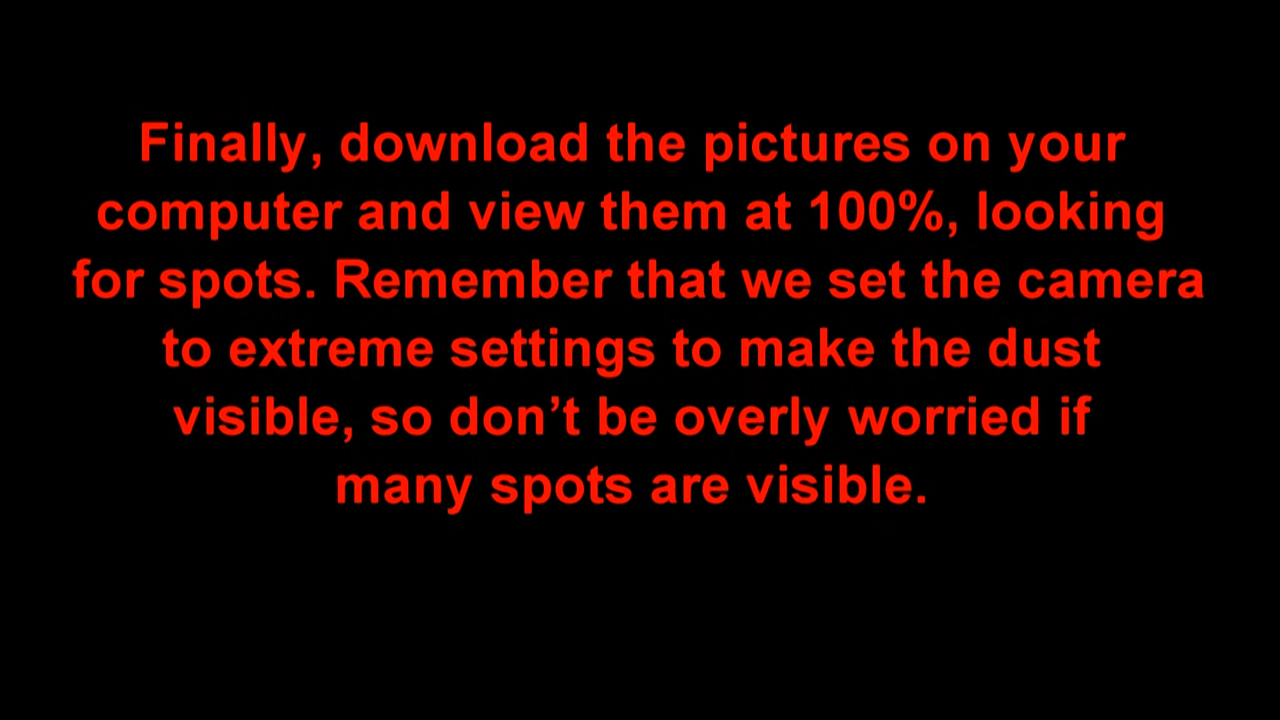 Finally, download the pictures on your
computer and view them at 100%, looking
for spots. Remember that we set the camera
to extreme settings to make the dust
visible, so don’t be overly worried if
many spots are visible.